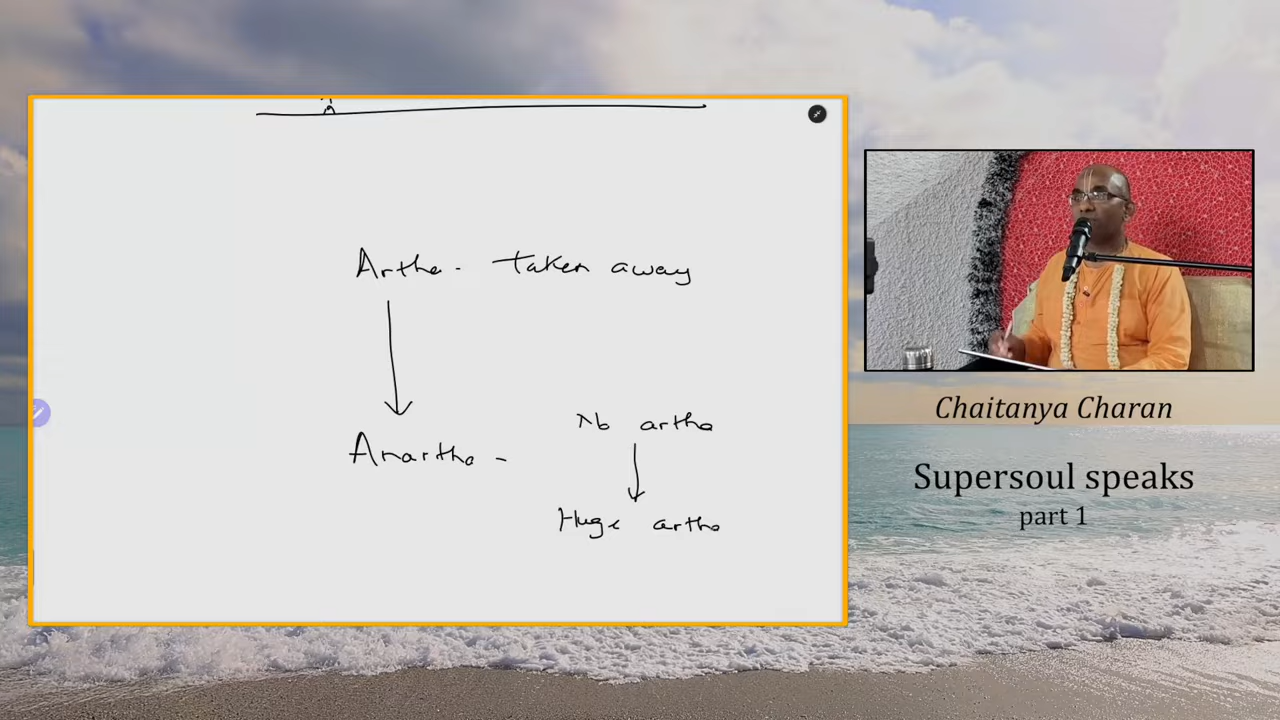 Artha - Taken away
Anartha -
No artha
Huge artha
Chaitanya Charan
Supersoul speaks
part 1